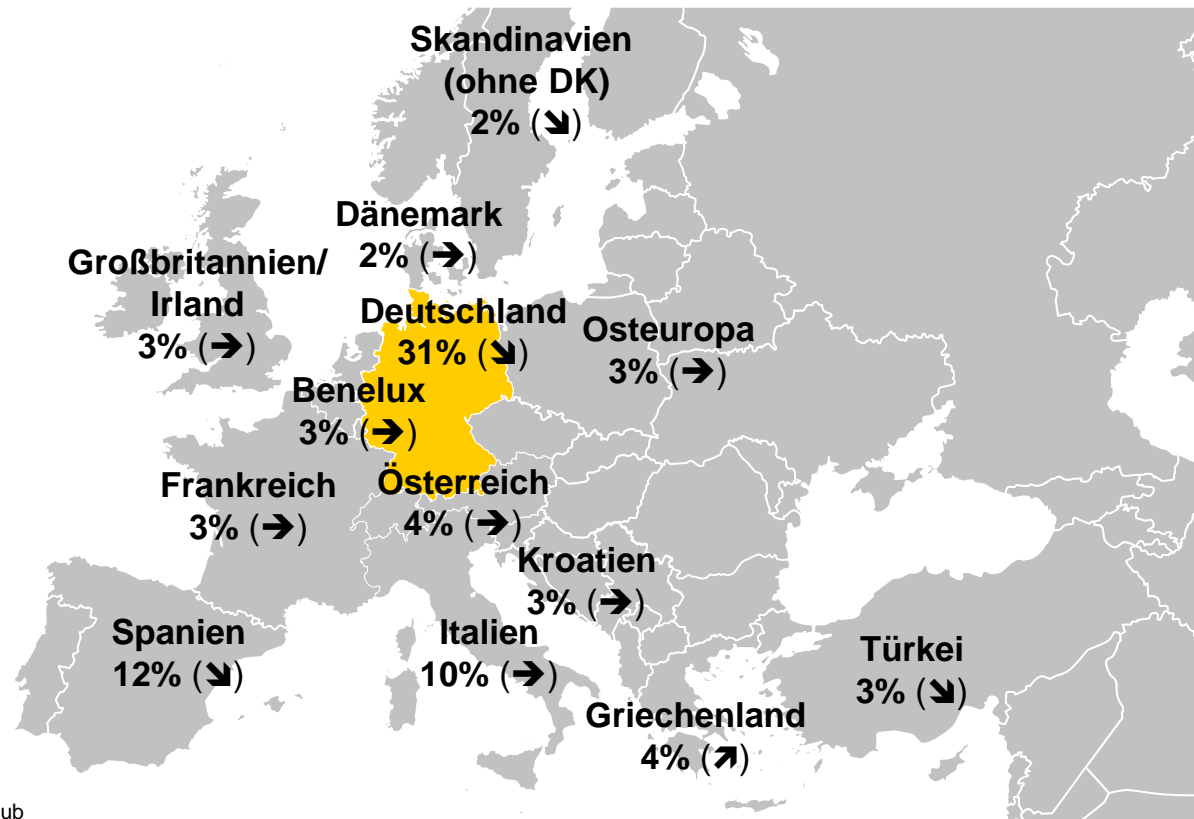 Skandinavien
(ohne DK)
2% (➘)
Dänemark
2% (➔)
Großbritannien/
Irland
3% (➔)
Deutschland
31% (➘)
Osteuropa
3% (➔)
Benelux
3% (➔)
Frankreich
3% (➔)
Österreich
4% (➔)
Kroatien
3% (➔)
Spanien
12% (➘)
Italien
10% (➔)
Türkei
3% (➘)
Griechenland
4% (➚)
ub